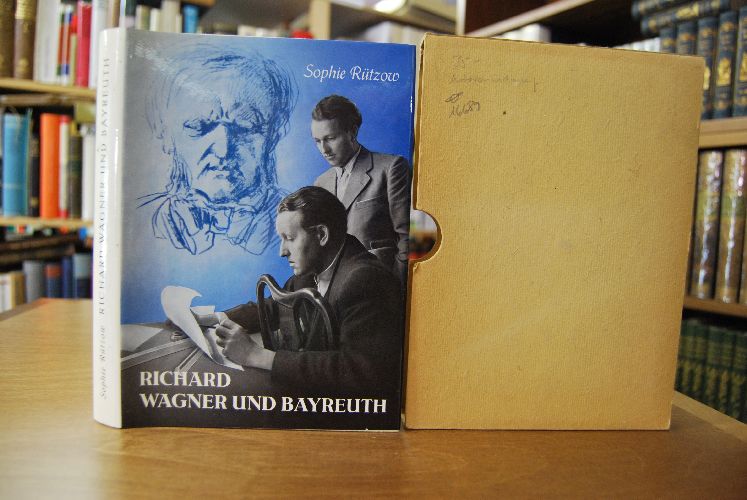 Sophie Rützow RICHARD WAGNER UND BAYREUTH
Sophie Rützow
RICHARD
WAGNER UND BAYREUTH